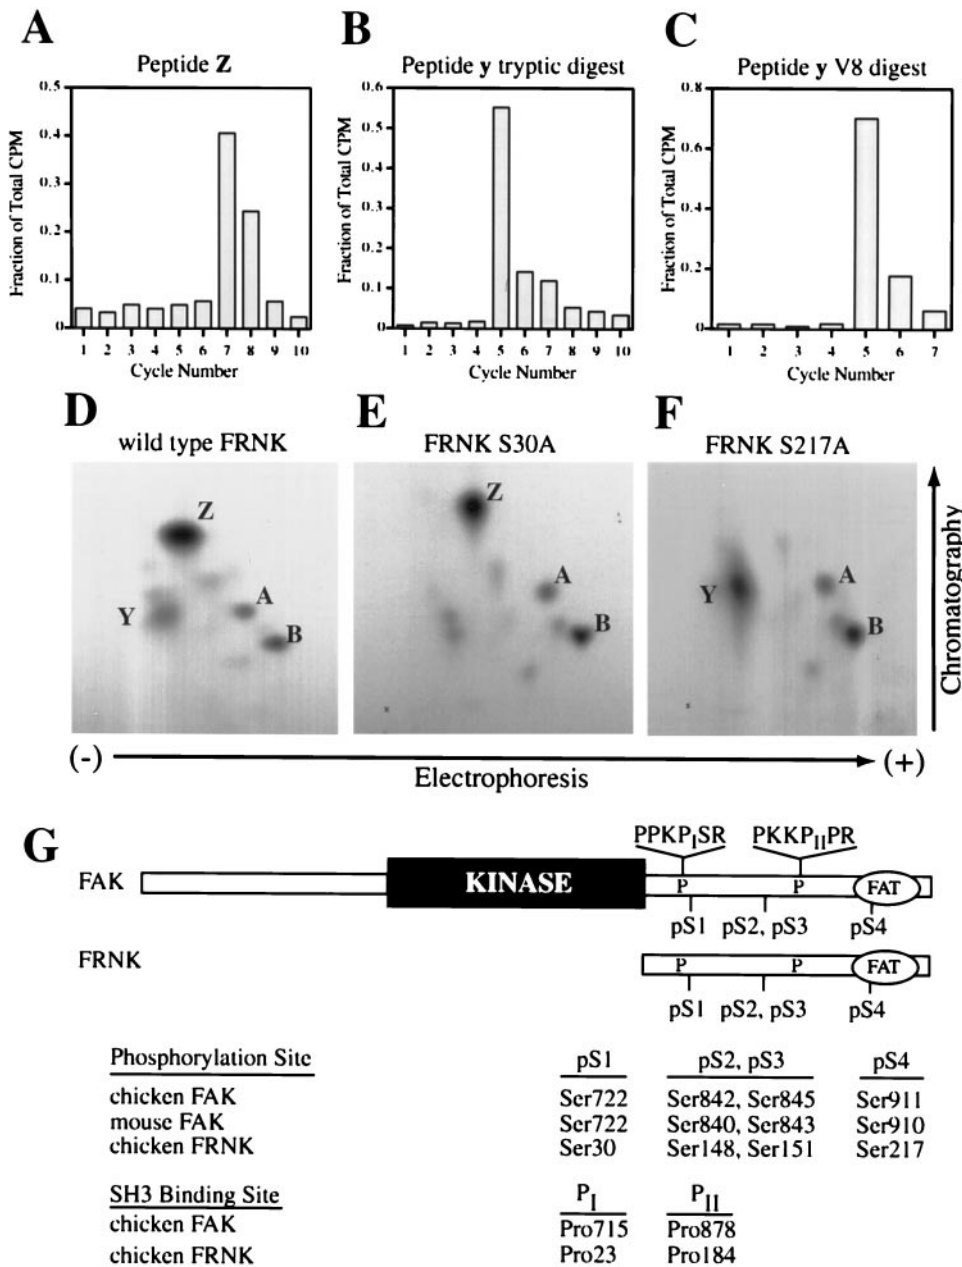 A
Peptide Z
Fraction of Total CPM
0.5
0.4
0.3
0.2
0.1
0
1 2 3 4 5 6 7 8 9 10
Cycle Number
B
Peptide y tryptic digest
Fraction of Total CPM
0.6
0.5
0.4
0.3
0.2
0.1
0
1 2 3 4 5 6 7 8 9 10
Cycle Number
C
Peptide y V8 digest
Fraction of Total CPM
0.8
0.6
0.4
0.2
0
1 2 3 4 5 6 7
Cycle Number
D
wild type FRNK
Z
Y
A
B
E
FRNK S30A
Z
A
B
F
FRNK S217A
Y
A
B
Chromatography
(-) (+)
Electrophoresis
G
PPKPISR PKKPIIPR
FAK
KINASE
P P FAT
pS1 pS2, pS3 pS4
FRNK
P P FAT
pS1 pS2, pS3 pS4
Phosphorylation Site pS1 pS2, pS3 pS4
chicken FAK Ser722 Ser842, Ser845 Ser911
mouse FAK Ser722 Ser840, Ser843 Ser910
chicken FRNK Ser30 Ser148, Ser151 Ser217
SH3 Binding Site PI PII
chicken FAK Pro715 Pro878
chicken FRNK Pro23 Pro184